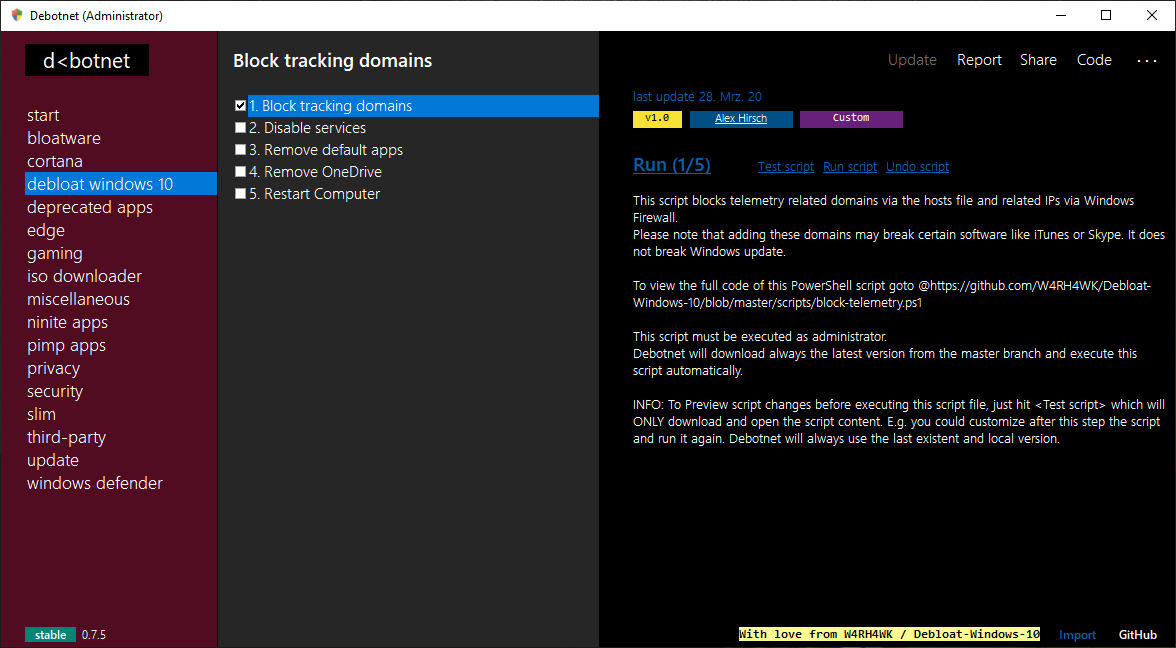 Debotnet (Administrator)
d<botnet
start
bloatware
cortana
debloat windows 10
deprecated apps
edge
gaming
iso downloader
miscellaneous
ninite apps
pimp apps
privacy
security
slim
third-party
update
windows defender
stable 0.7.5
Block tracking domains
1. Block tracking domains
2. Disable services
3. Remove default apps
4. Remove OneDrive
5. Restart Computer
Update Report Share Code ...
last update 28. Mrz. 20
v1.0 Alex Hirsch Custom
Run (1/5) Test script Run script Undo script
This script blocks telemetry related domains via the hosts file and related IPs via Windows
Firewall.
Please note that adding these domains may break certain software like iTunes or Skype. It does
not break Windows update.
To view the full code of this PowerShell script goto @https://github.com/W4RH4WK/Debloat-
Windows-10/blob/master/scripts/block-telemetry.ps1
This script must be executed as administrator.
Debotnet will download always the latest version from the master branch and execute this
script automatically.
INFO: To Preview script changes before executing this script file, just hit <Test script> which will
ONLY download and open the script content. E.g. you could customize after this step the script
and run it again. Debotnet will always use the last existent and local version.
With love from W4RH4WK / Debloat-Windows-10 Import GitHub